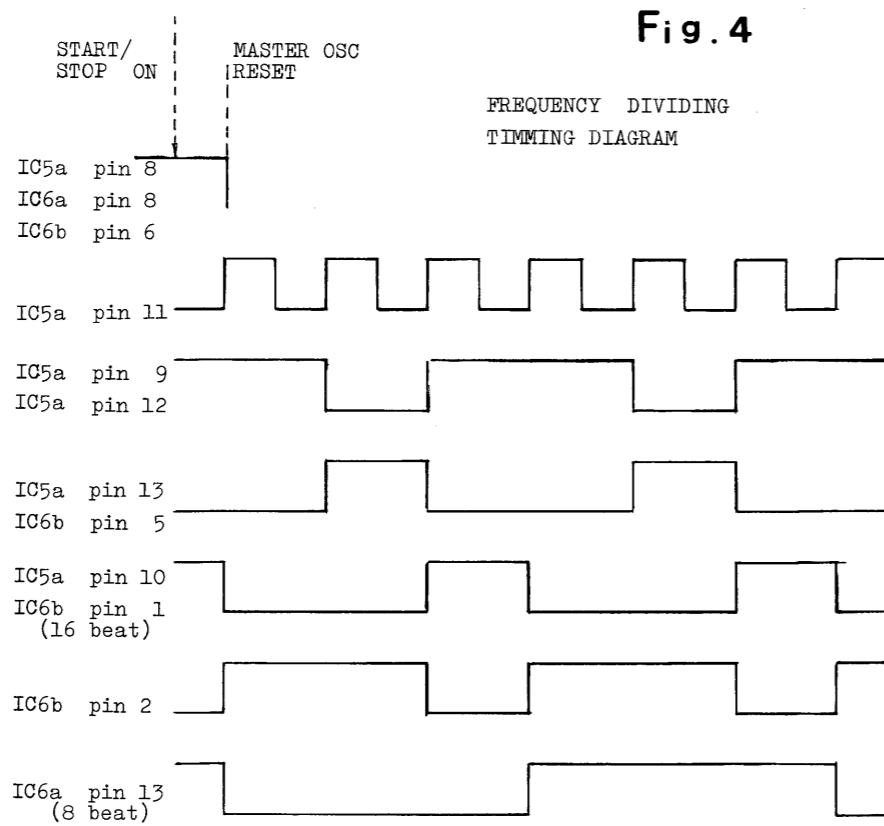 Fig.4
START/ MASTER OSC
STOP ON RESET
FREQUENCY DIVIDING
TIMMING DIAGRAM
IC5a pin 8
IC6a pin 8
IC6b pin 6
IC5a pin 11
IC5a pin 9
IC5a pin 12
IC5a pin 13
IC6b pin 5
IC5a pin 10
IC6b pin 1
(16 beat)
IC6b pin 2
IC6a pin 13
(8 beat)